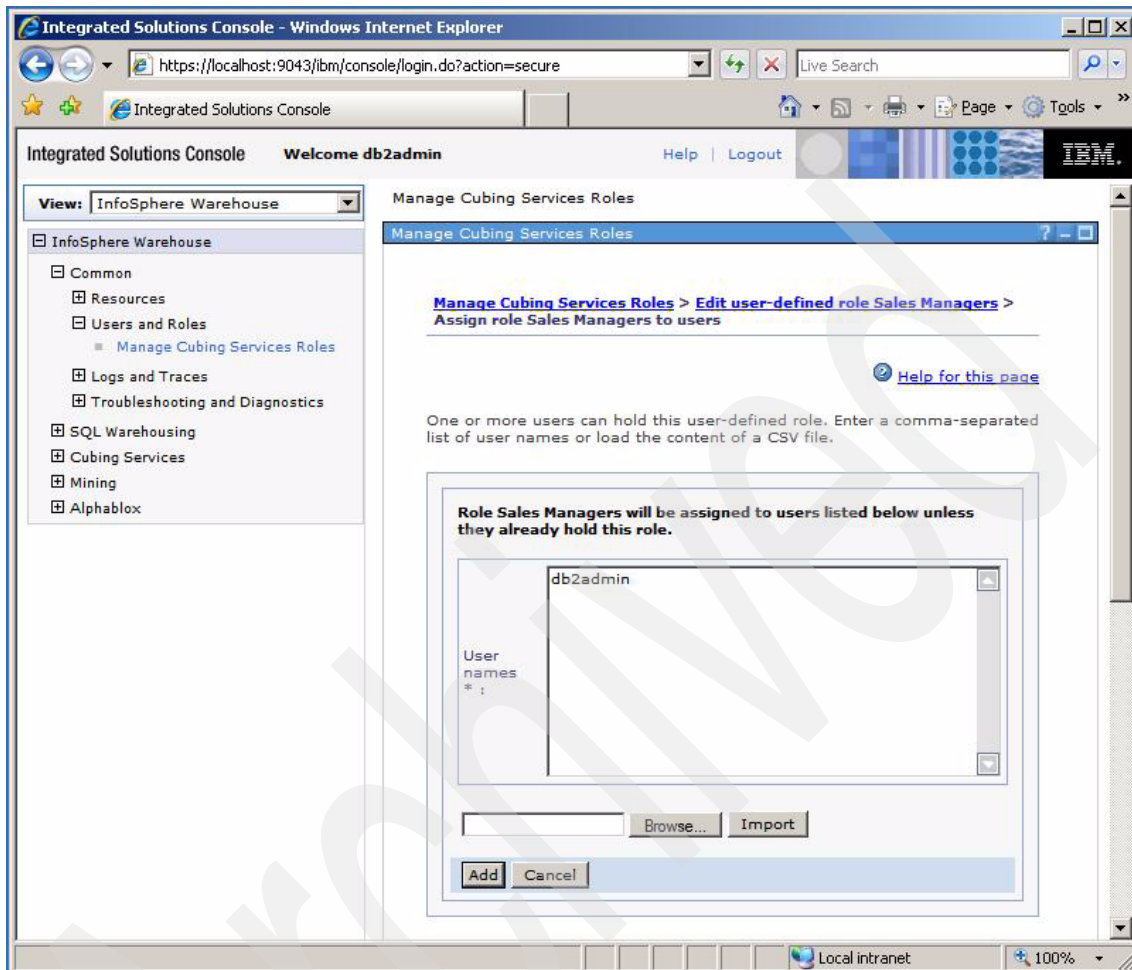 Integrated Solutions Console - Windows Internet Explorer
https://localhost:9043/ibm/console/login.do?action=secure
Live Search
Integrated Solutions Console
Page
Tools
»
Integrated Solutions Console Welcome db2admin Help | Logout IBM.
View: InfoSphere Warehouse
InfoSphere Warehouse
Common
Resources
Users and Roles
Manage Cubing Services Roles
Logs and Traces
Troubleshooting and Diagnostics
SQL Warehousing
Cubing Services
Mining
Alphablox
Manage Cubing Services Roles
Manage Cubing Services Roles
Manage Cubing Services Roles > Edit user-defined role Sales Managers >
Assign role Sales Managers to users
Help for this page
One or more users can hold this user-defined role. Enter a comma-separated
list of user names or load the content of a CSV file.
Role Sales Managers will be assigned to users listed below unless
they already hold this role.
User
names
* :
db2admin
Browse... Import
Add Cancel
Local intranet 100%
Archived